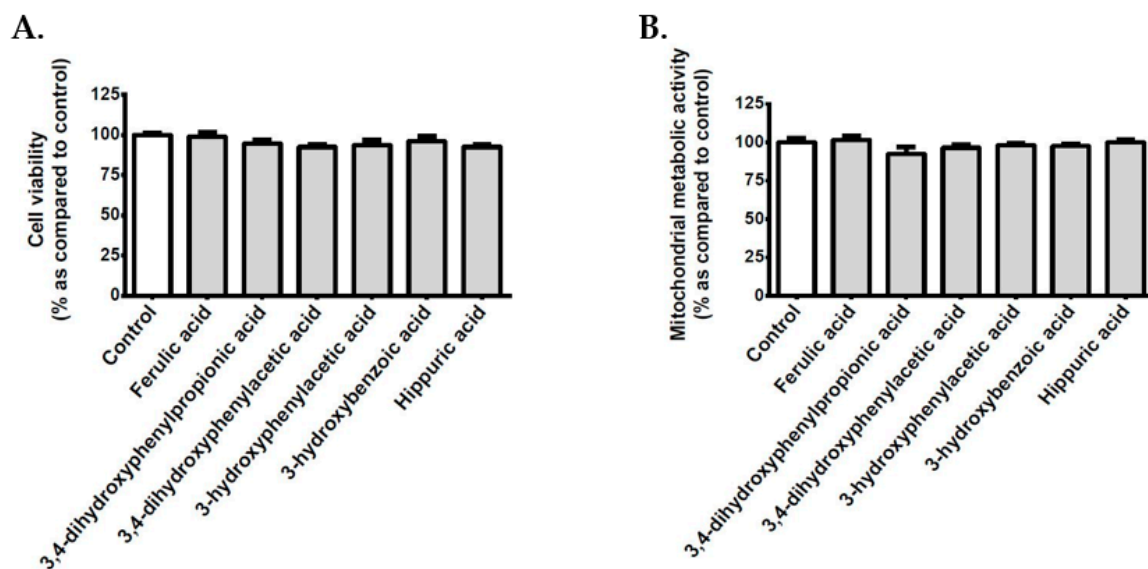 A.
Cell viability
(% as compared to control)
125
100
75
50
25
0
Control
Ferulic acid
3,4-dihydroxyphenylpropionic acid
3,4-dihydroxyphenylacetic acid
3-hydroxyphenylacetic acid
3-hydroxybenzoic acid
Hippuric acid
B.
Mitochondrial metabolic activity
(% as compared to control)
125
100
75
50
25
0
Control
Ferulic acid
3,4-dihydroxyphenylpropionic acid
3,4-dihydroxyphenylacetic acid
3-hydroxyphenylacetic acid
3-hydroxybenzoic acid
Hippuric acid